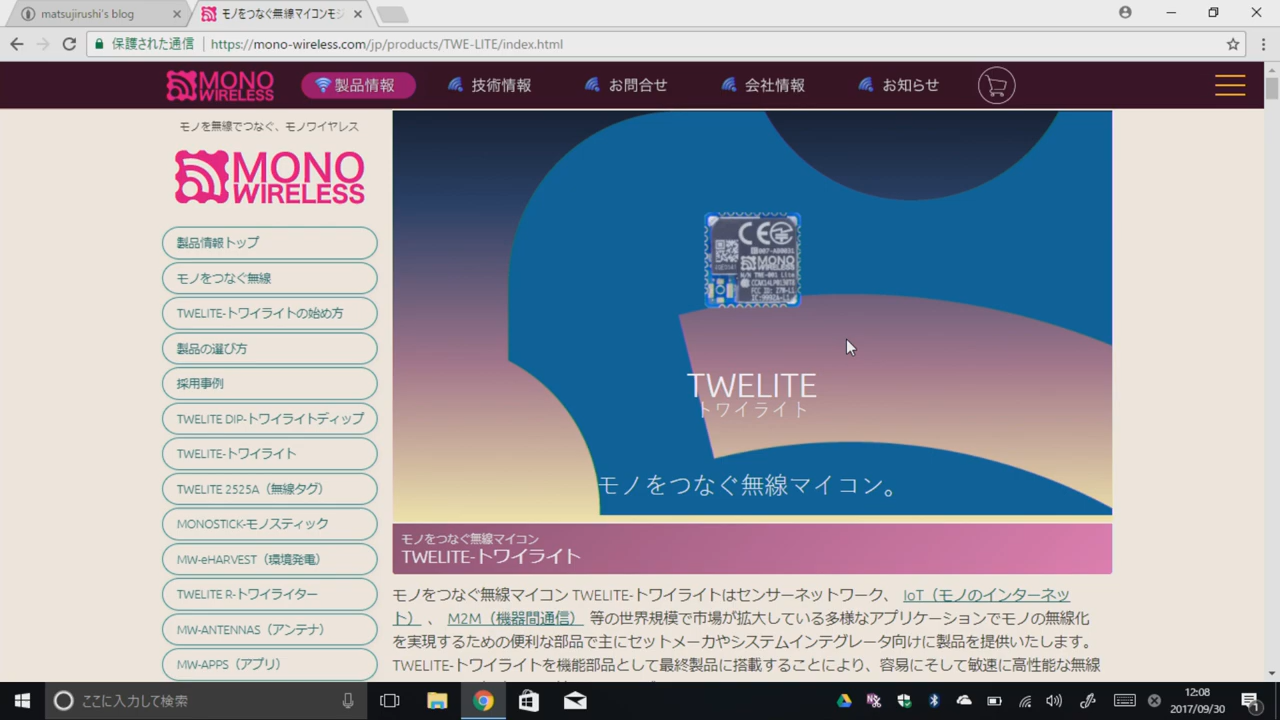 matsujirushi's blog
モノをつなぐ無線マイコンモジ
保護された通信
https://mono-wireless.com/jp/products/TWE-LITE/index.html
MONO
WIRELESS
製品情報
技術情報
お問合せ
会社情報
お知らせ
モノを無線でつなぐ、モノワイヤレス
MONO
WIRELESS
製品情報トップ
モノをつなぐ無線
TWELITE-トワイライトの始め方
製品の選び方
採用事例
TWELITE DIP-トワイライトディップ
TWELITE-トワイライト
TWELITE 2525A（無線タグ）
MONOSTICK-モノスティック
MW-eHARVEST（環境発電）
TWELITE R-トワイライター
MW-ANTENNAS（アンテナ）
MW-APPS（アプリ）
CE
MONO
WIRELESS
TWELITE
トワイライト
モノをつなぐ無線マイコン。
モノをつなぐ無線マイコン
TWELITE-トワイライト
モノをつなぐ無線マイコン TWELITE-トワイライトはセンサーネットワーク、 IoT（モノのインターネッ
ト） 、 M2M（機器間通信） 等の世界規模で市場が拡大している多様なアプリケーションでモノの無線化
を実現するための便利な部品で主にセットメーカやシステムインテグレータ向けに製品を提供いたします。
TWELITE-トワイライトを機能部品として最終製品に搭載することにより、容易にそして敏速に高性能な無線
ここに入力して検索
12:08
2017/09/30
1